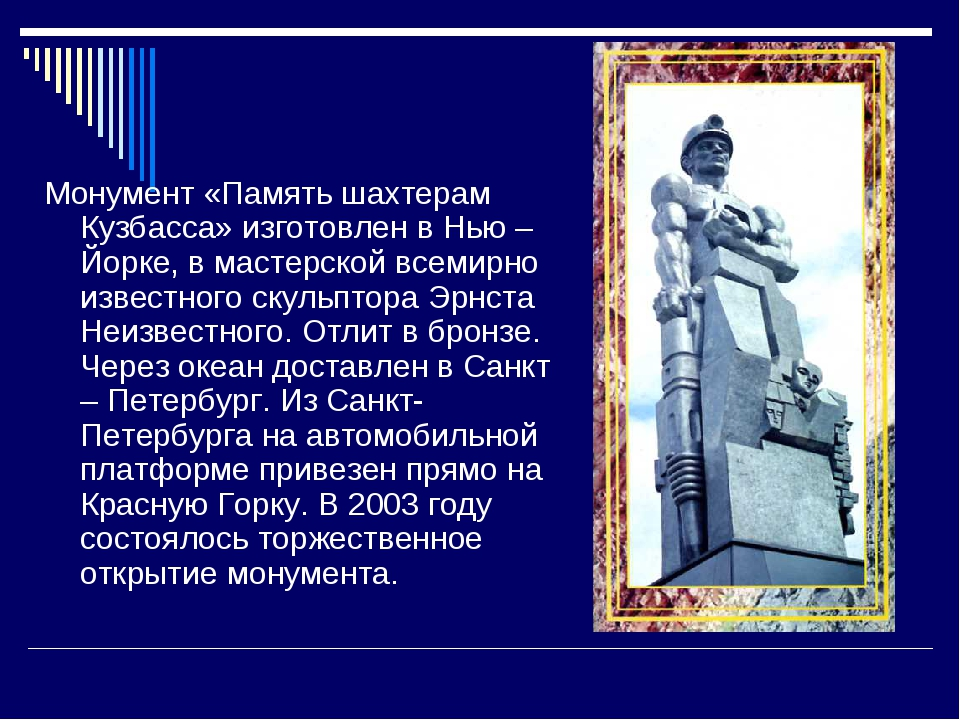 Монумент «Память шахтерам
Кузбасса» изготовлен в Нью –
Йорке, в мастерской всемирно
известного скульптора Эрнста
Неизвестного. Отлит в бронзе.
Через океан доставлен в Санкт
– Петербург. Из Санкт-
Петербурга на автомобильной
платформе привезен прямо на
Красную Горку. В 2003 году
состоялось торжественное
открытие монумента.